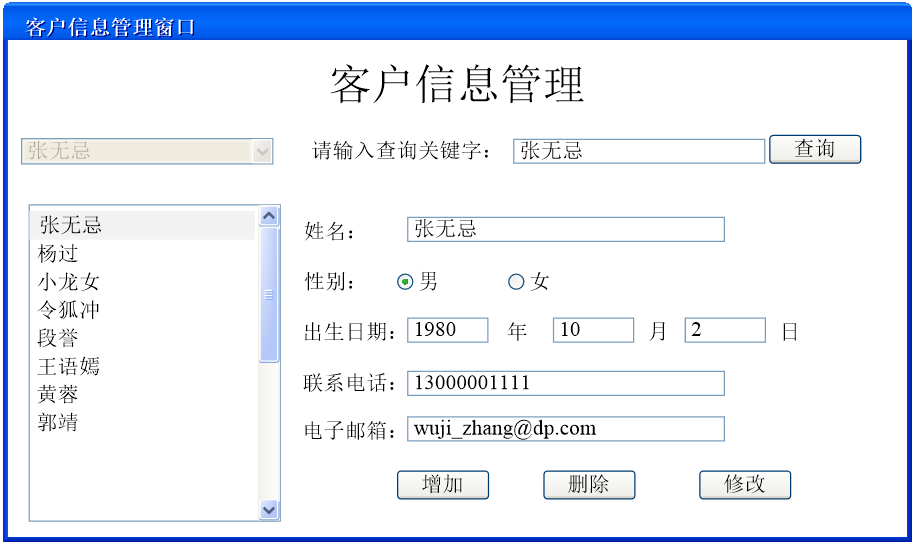 客户信息管理窗口
客户信息管理
张无忌 请输入查询关键字： 张无忌 查询
张无忌
杨过
小龙女
令狐冲
段誉
王语嫣
黄蓉
郭靖
姓名： 张无忌
性别： 男 女
出生日期： 1980 年 10 月 2 日
联系电话： 13000001111
电子邮箱： wuji_zhang@dp.com
增加 删除 修改